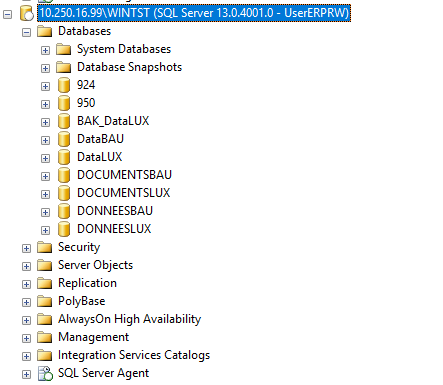 10.250.16.99\WINTST (SQL Server 13.0.4001.0 - UserERPRW)
Databases
System Databases
Database Snapshots
924
950
BAK_DataLUX
DataBAU
DataLUX
DOCUMENTSBAU
DOCUMENTSLUX
DONNEESBAU
DONNEESLUX
Security
Server Objects
Replication
PolyBase
AlwaysOn High Availability
Management
Integration Services Catalogs
SQL Server Agent